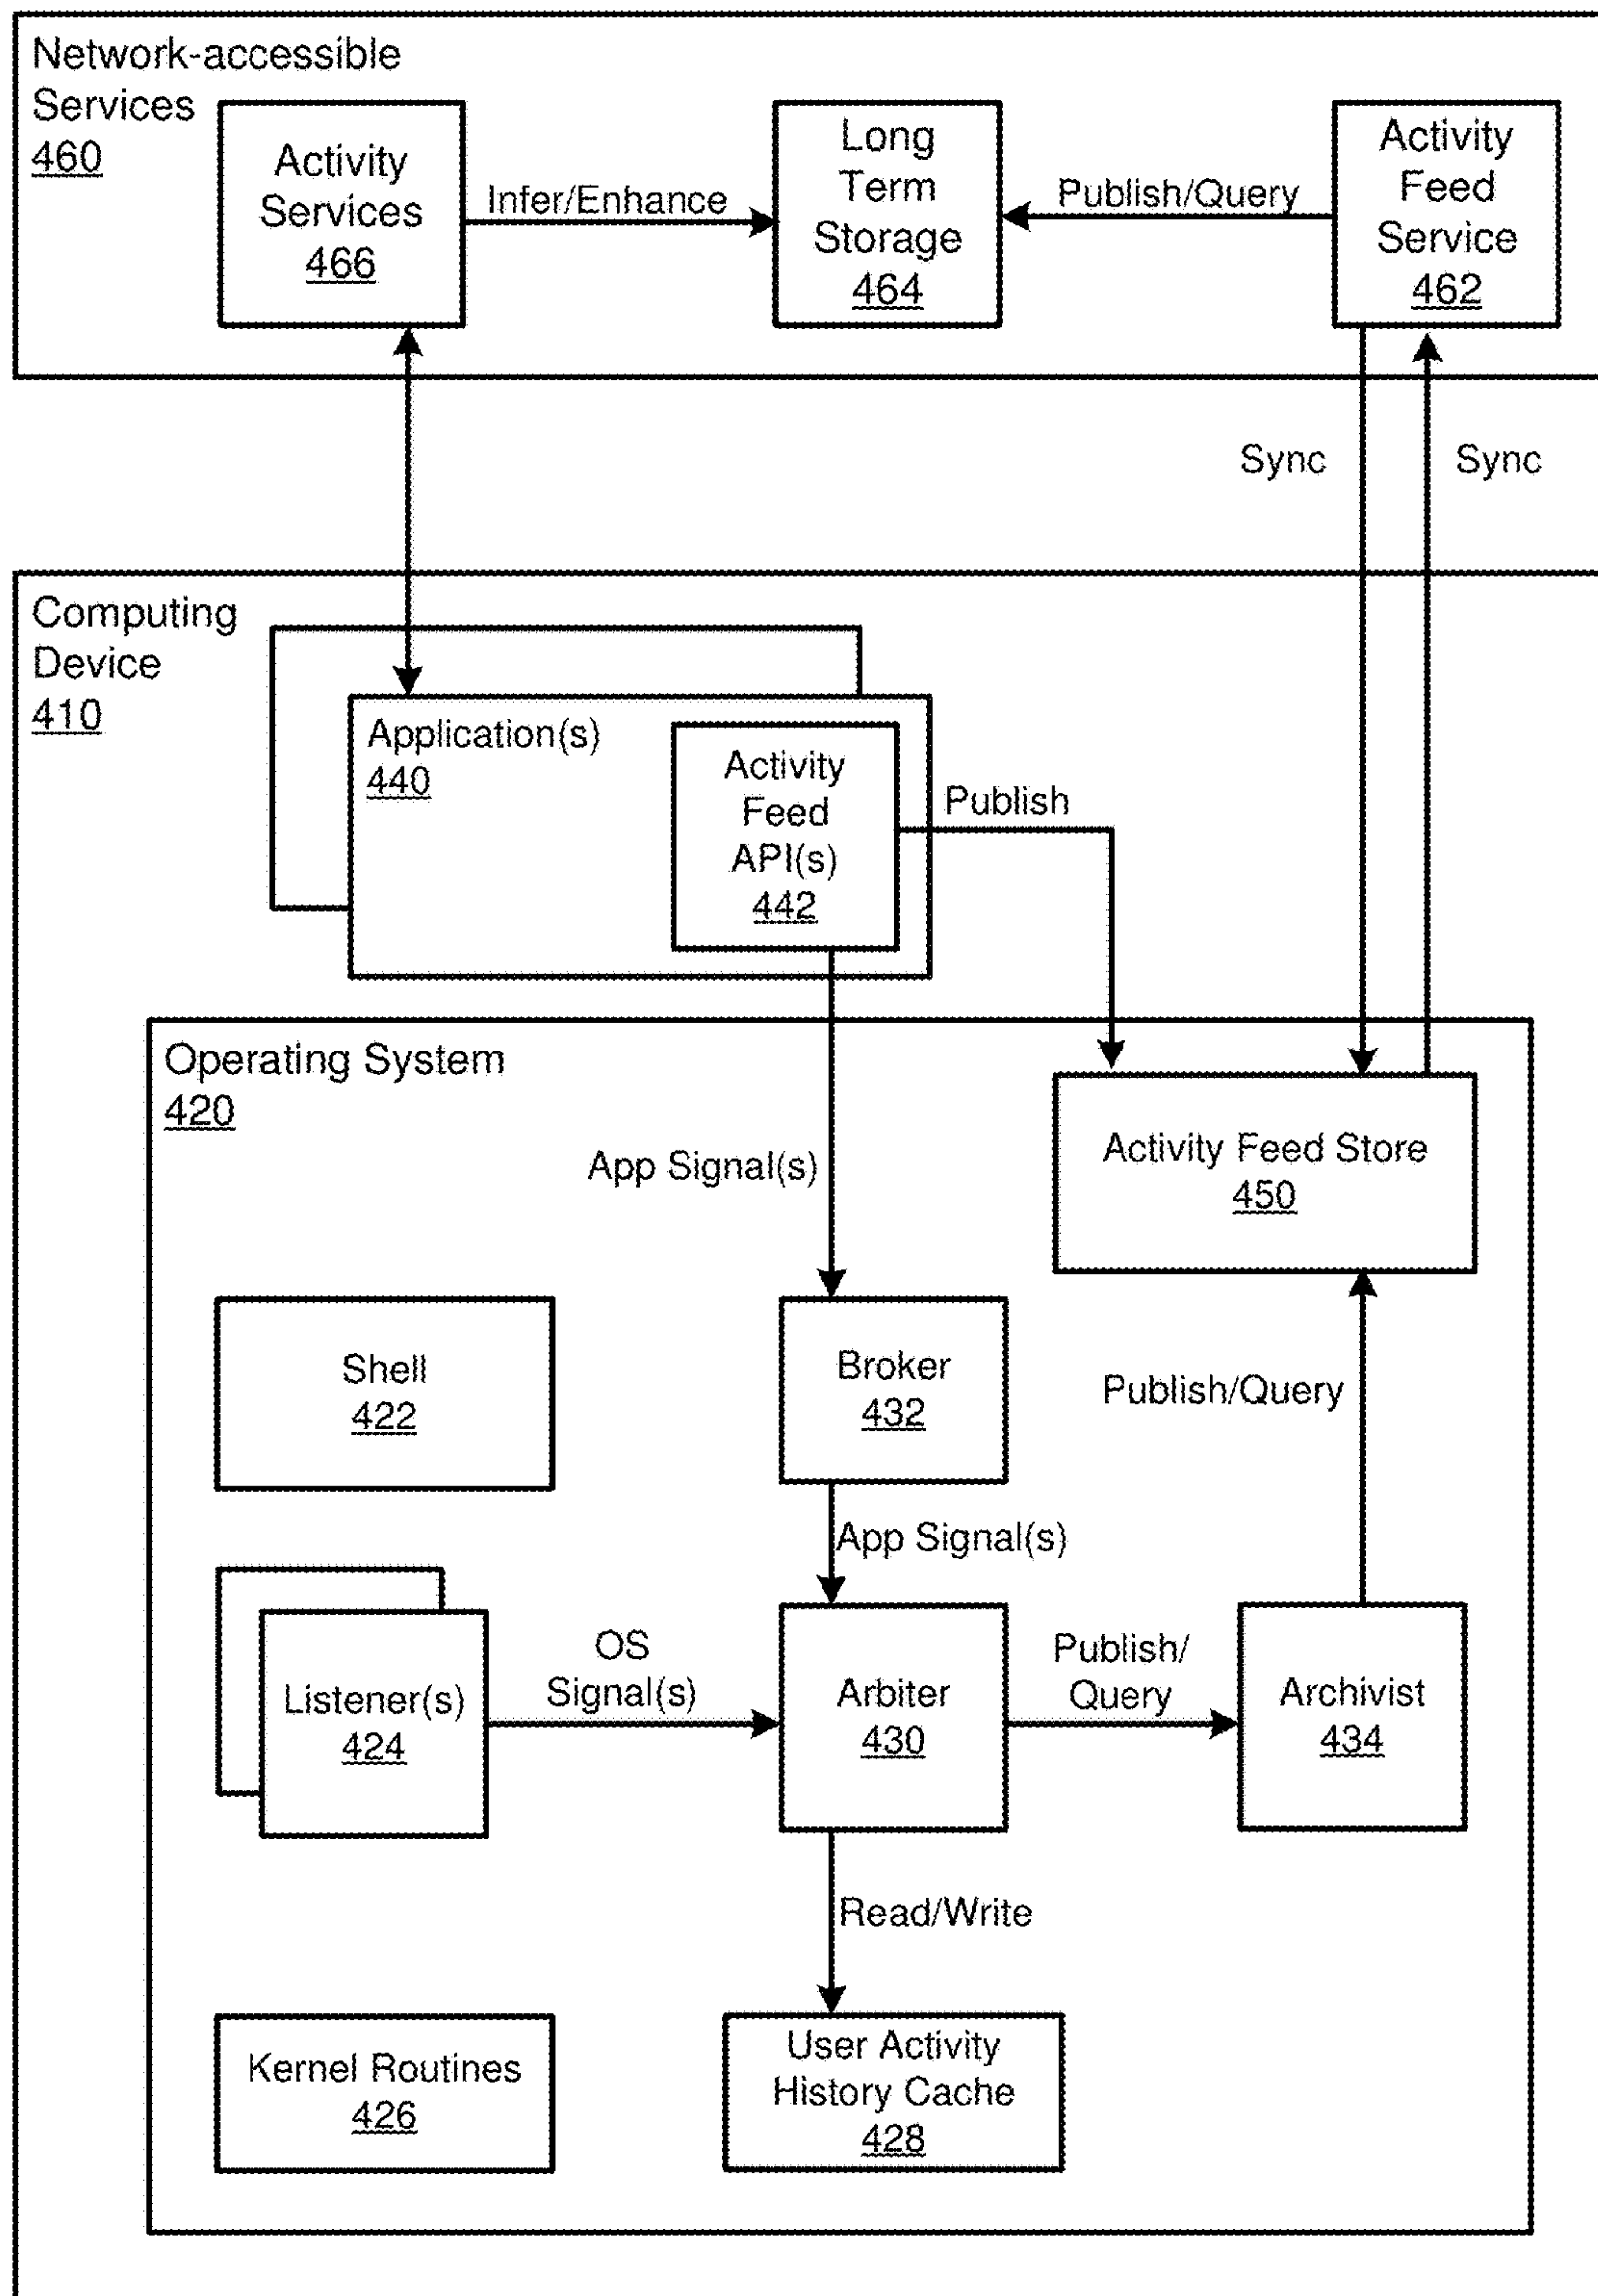 Network-accessible
Services
460
Activity
Services
466
Infer/Enhance
Long
Term
Storage
464
Publish/Query
Activity
Feed
Service
462
Sync
Sync
Computing
Device
410
Application(s)
440
Activity
Feed
API(s)
442
Publish
Operating System
420
App Signal(s)
Activity Feed Store
450
Shell
422
Broker
432
Publish/Query
App Signal(s)
Listener(s)
424
OS
Signal(s)
Arbiter
430
Publish/
Query
Archivist
434
Read/Write
Kernel Routines
426
User Activity
History Cache
428